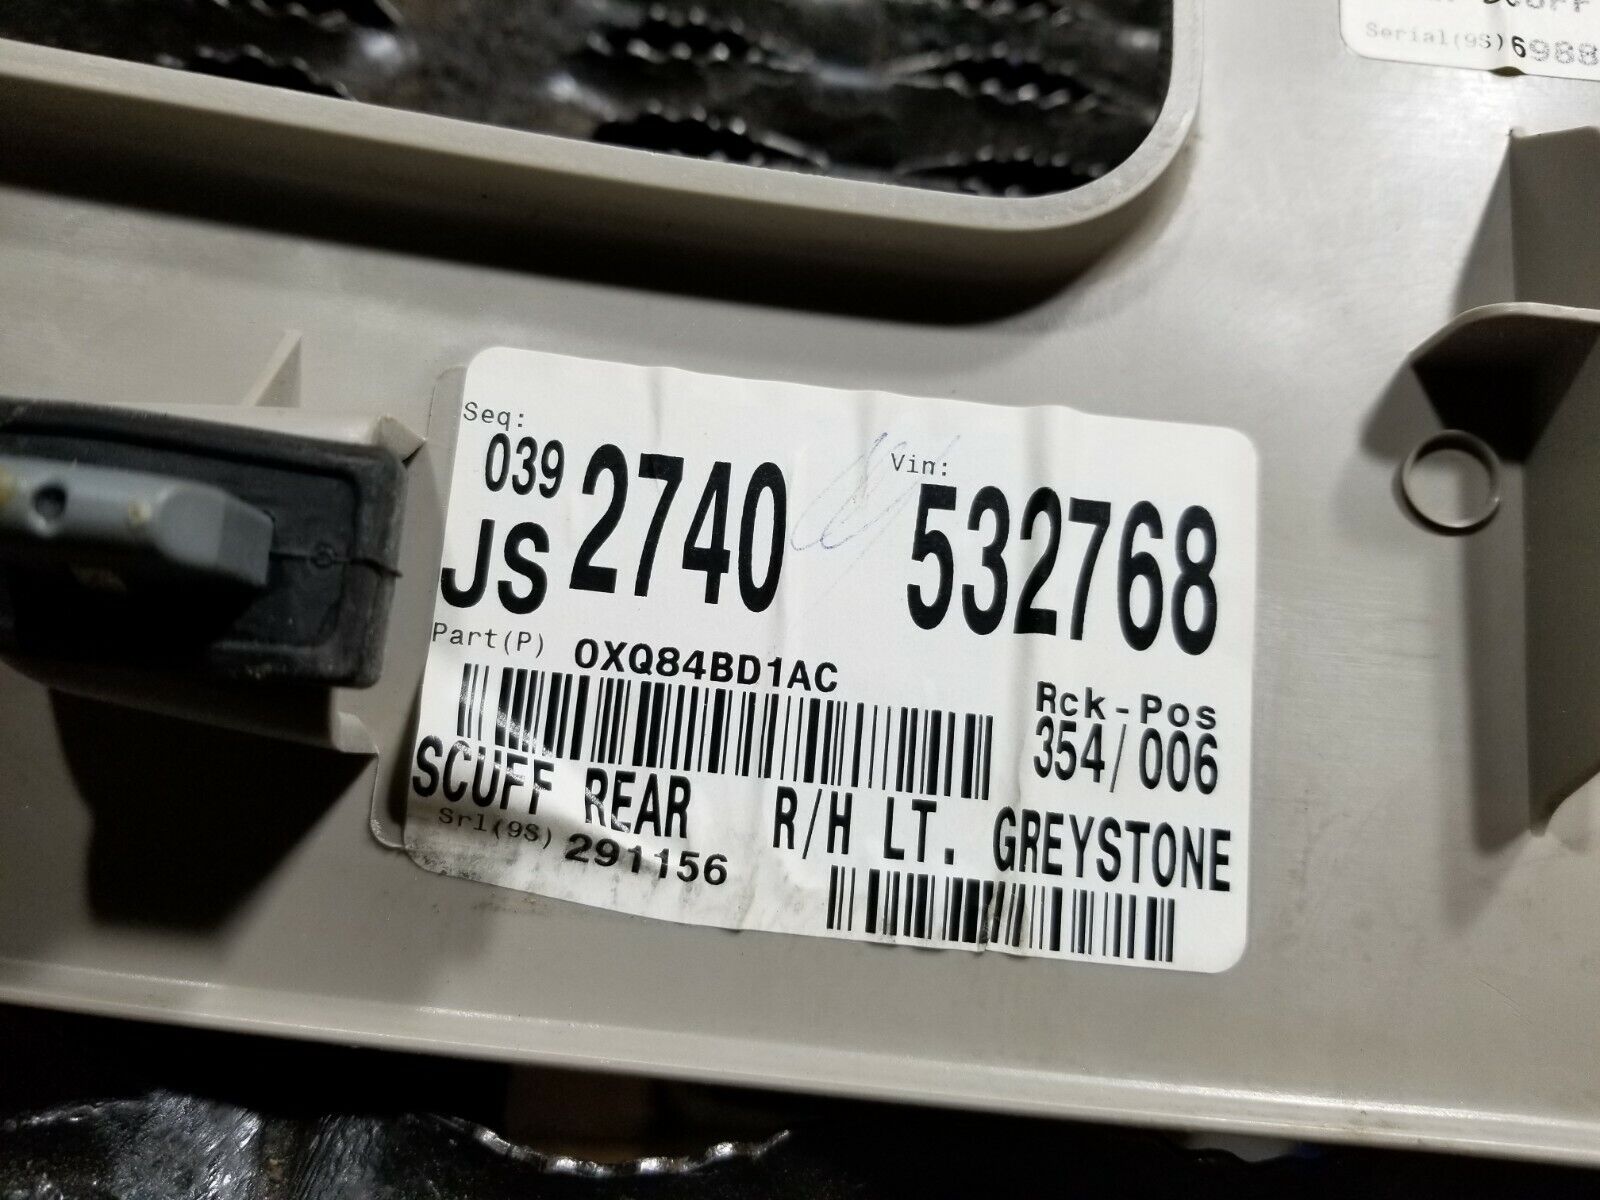 Serial(9S) 6988
Seq: Vin:
039 2740 532768
JS
Part(P) 0XQ84BD1AC
Rck-Pos
354/006
SCUFF REAR R/H LT. GREYSTONE
Srl(9S) 291156